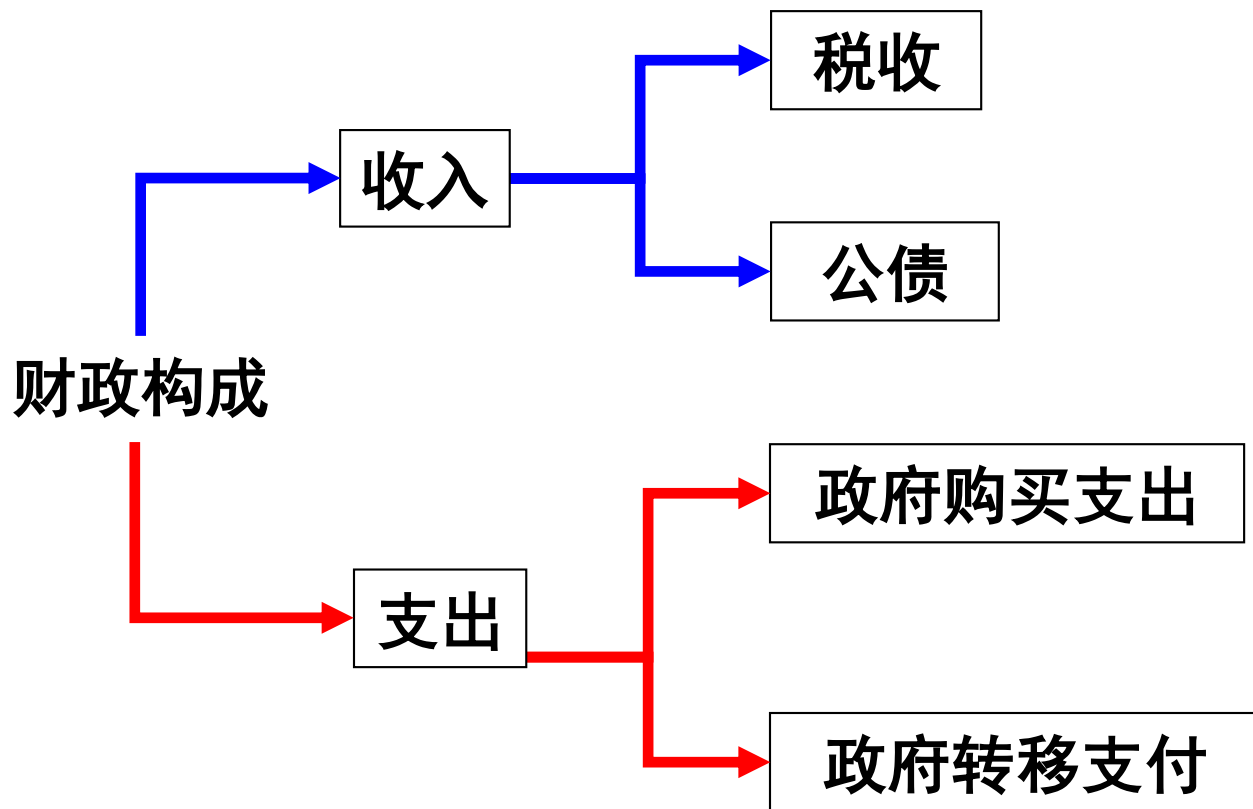 税收
收入
公债
财政构成
政府购买支出
支出
政府转移支付